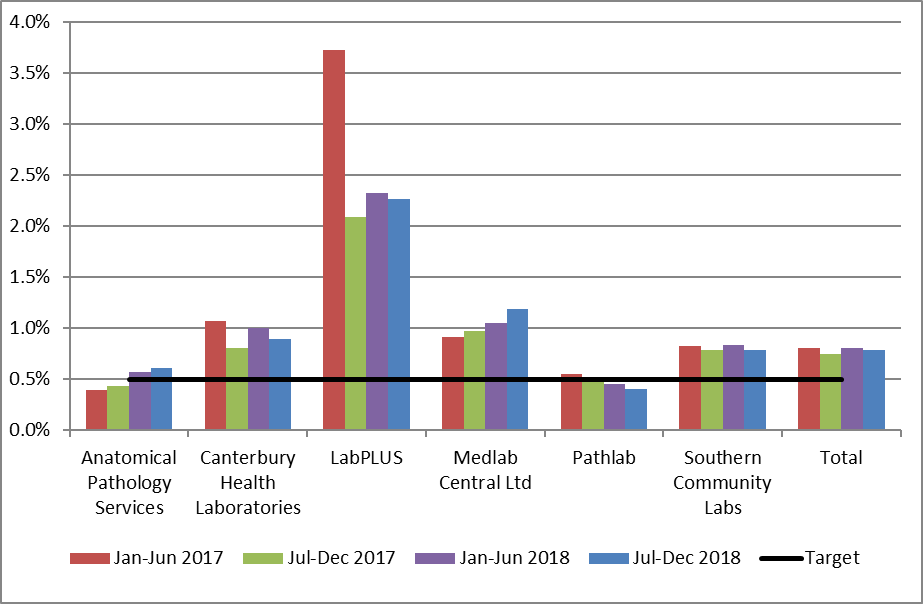 4.0%
3.5%
3.0%
2.5%
2.0%
1.5%
1.0%
0.5%
0.0%
Anatomical
Pathology
Services
Canterbury
Health
Laboratories
LabPLUS
Medlab
Central Ltd
Pathlab
Southern
Community
Labs
Total
Jan-Jun 2017
Jul-Dec 2017
Jan-Jun 2018
Jul-Dec 2018
Target